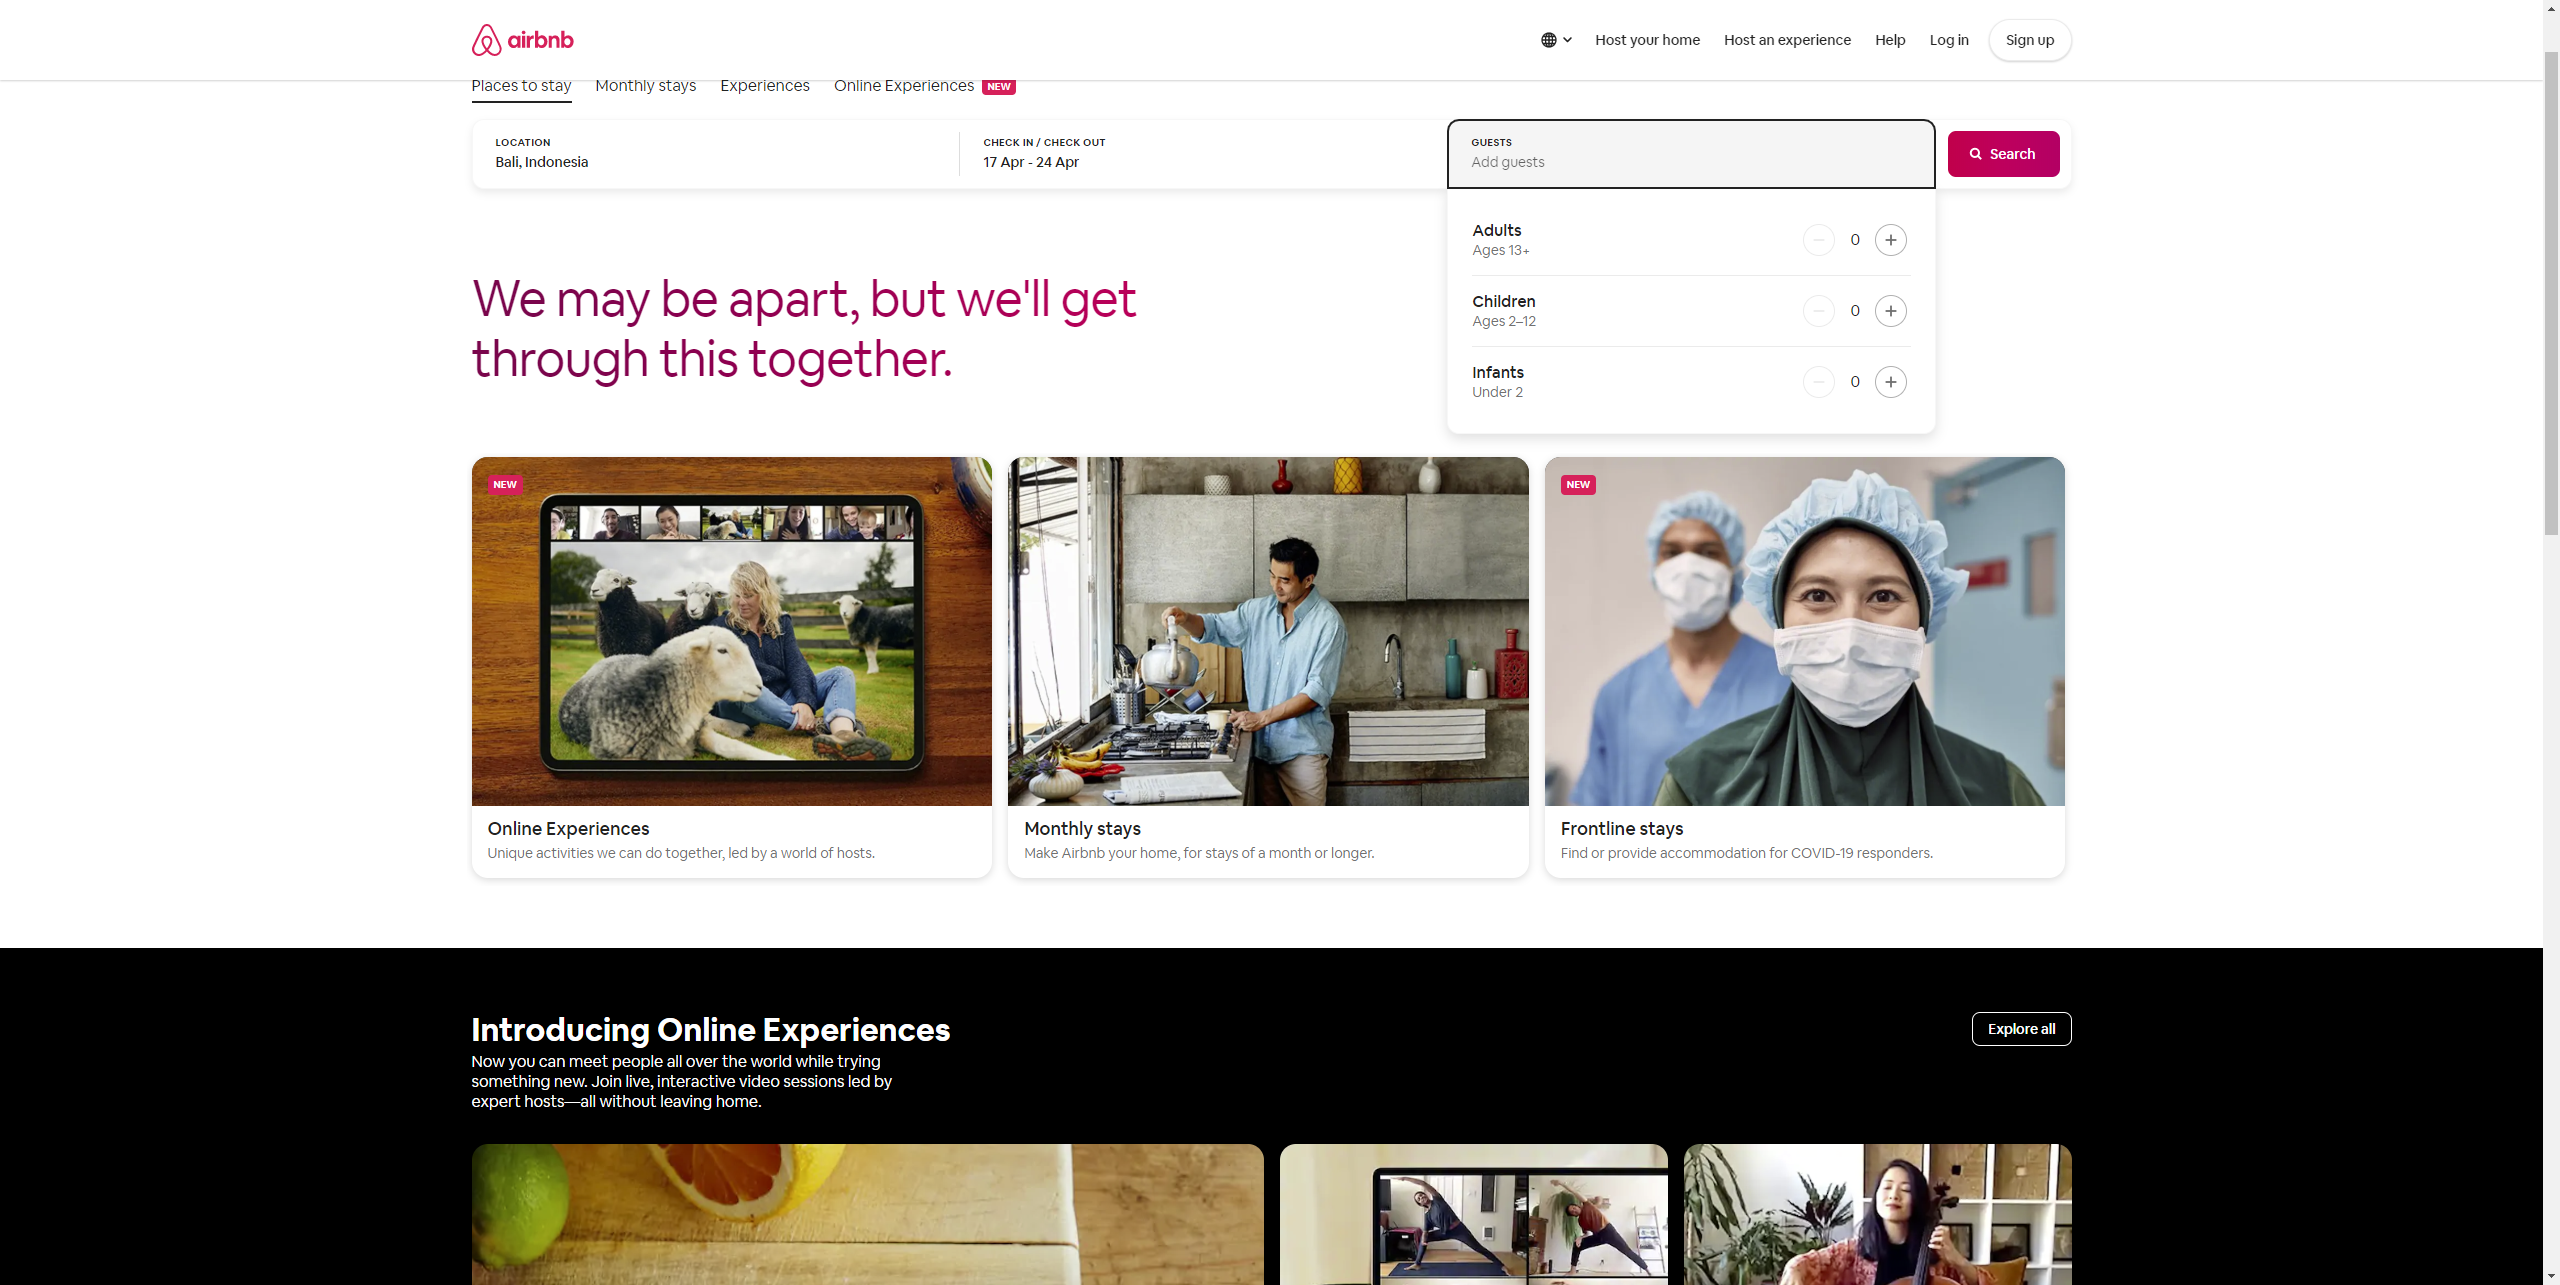 airbnb
Host your home
Host an experience
Help
Log in
Sign up
Places to stay
Monthly stays
Experiences
Online Experiences
NEW
LOCATION
Bali, Indonesia
CHECK IN / CHECK OUT
17 Apr - 24 Apr
GUESTS
Add guests
Search
Adults
Ages 13+
0
Children
Ages 2–12
0
Infants
Under 2
0
We may be apart, but we'll get
through this together.
NEW
Online Experiences
Unique activities we can do together, led by a world of hosts.
Monthly stays
Make Airbnb your home, for stays of a month or longer.
NEW
Frontline stays
Find or provide accommodation for COVID-19 responders.
Introducing Online Experiences
Now you can meet people all over the world while trying
something new. Join live, interactive video sessions led by
expert hosts—all without leaving home.
Explore all